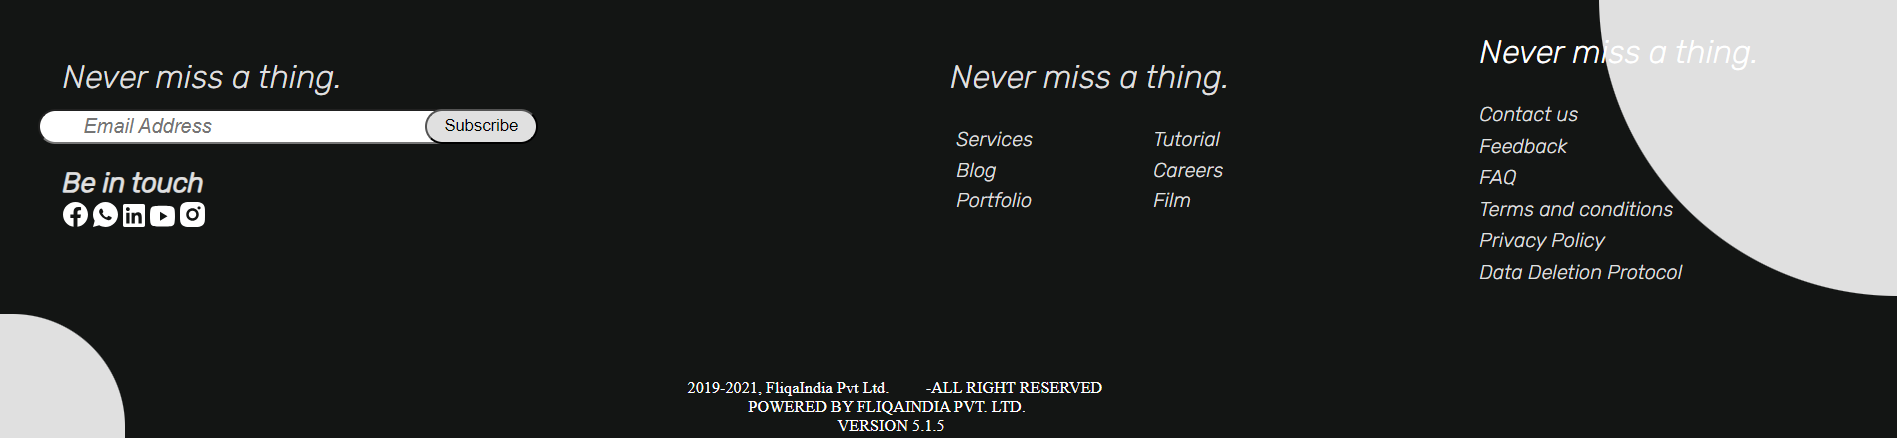 Never miss a thing.
Email Address
Subscribe
Be in touch
Never miss a thing.
Services
Blog
Portfolio
Tutorial
Careers
Film
Never miss a thing.
Contact us
Feedback
FAQ
Terms and conditions
Privacy Policy
Data Deletion Protocol
2019-2021, FliqaIndia Pvt Ltd. -ALL RIGHT RESERVED
POWERED BY FLIQAINDIA PVT. LTD.
VERSION 5.1.5